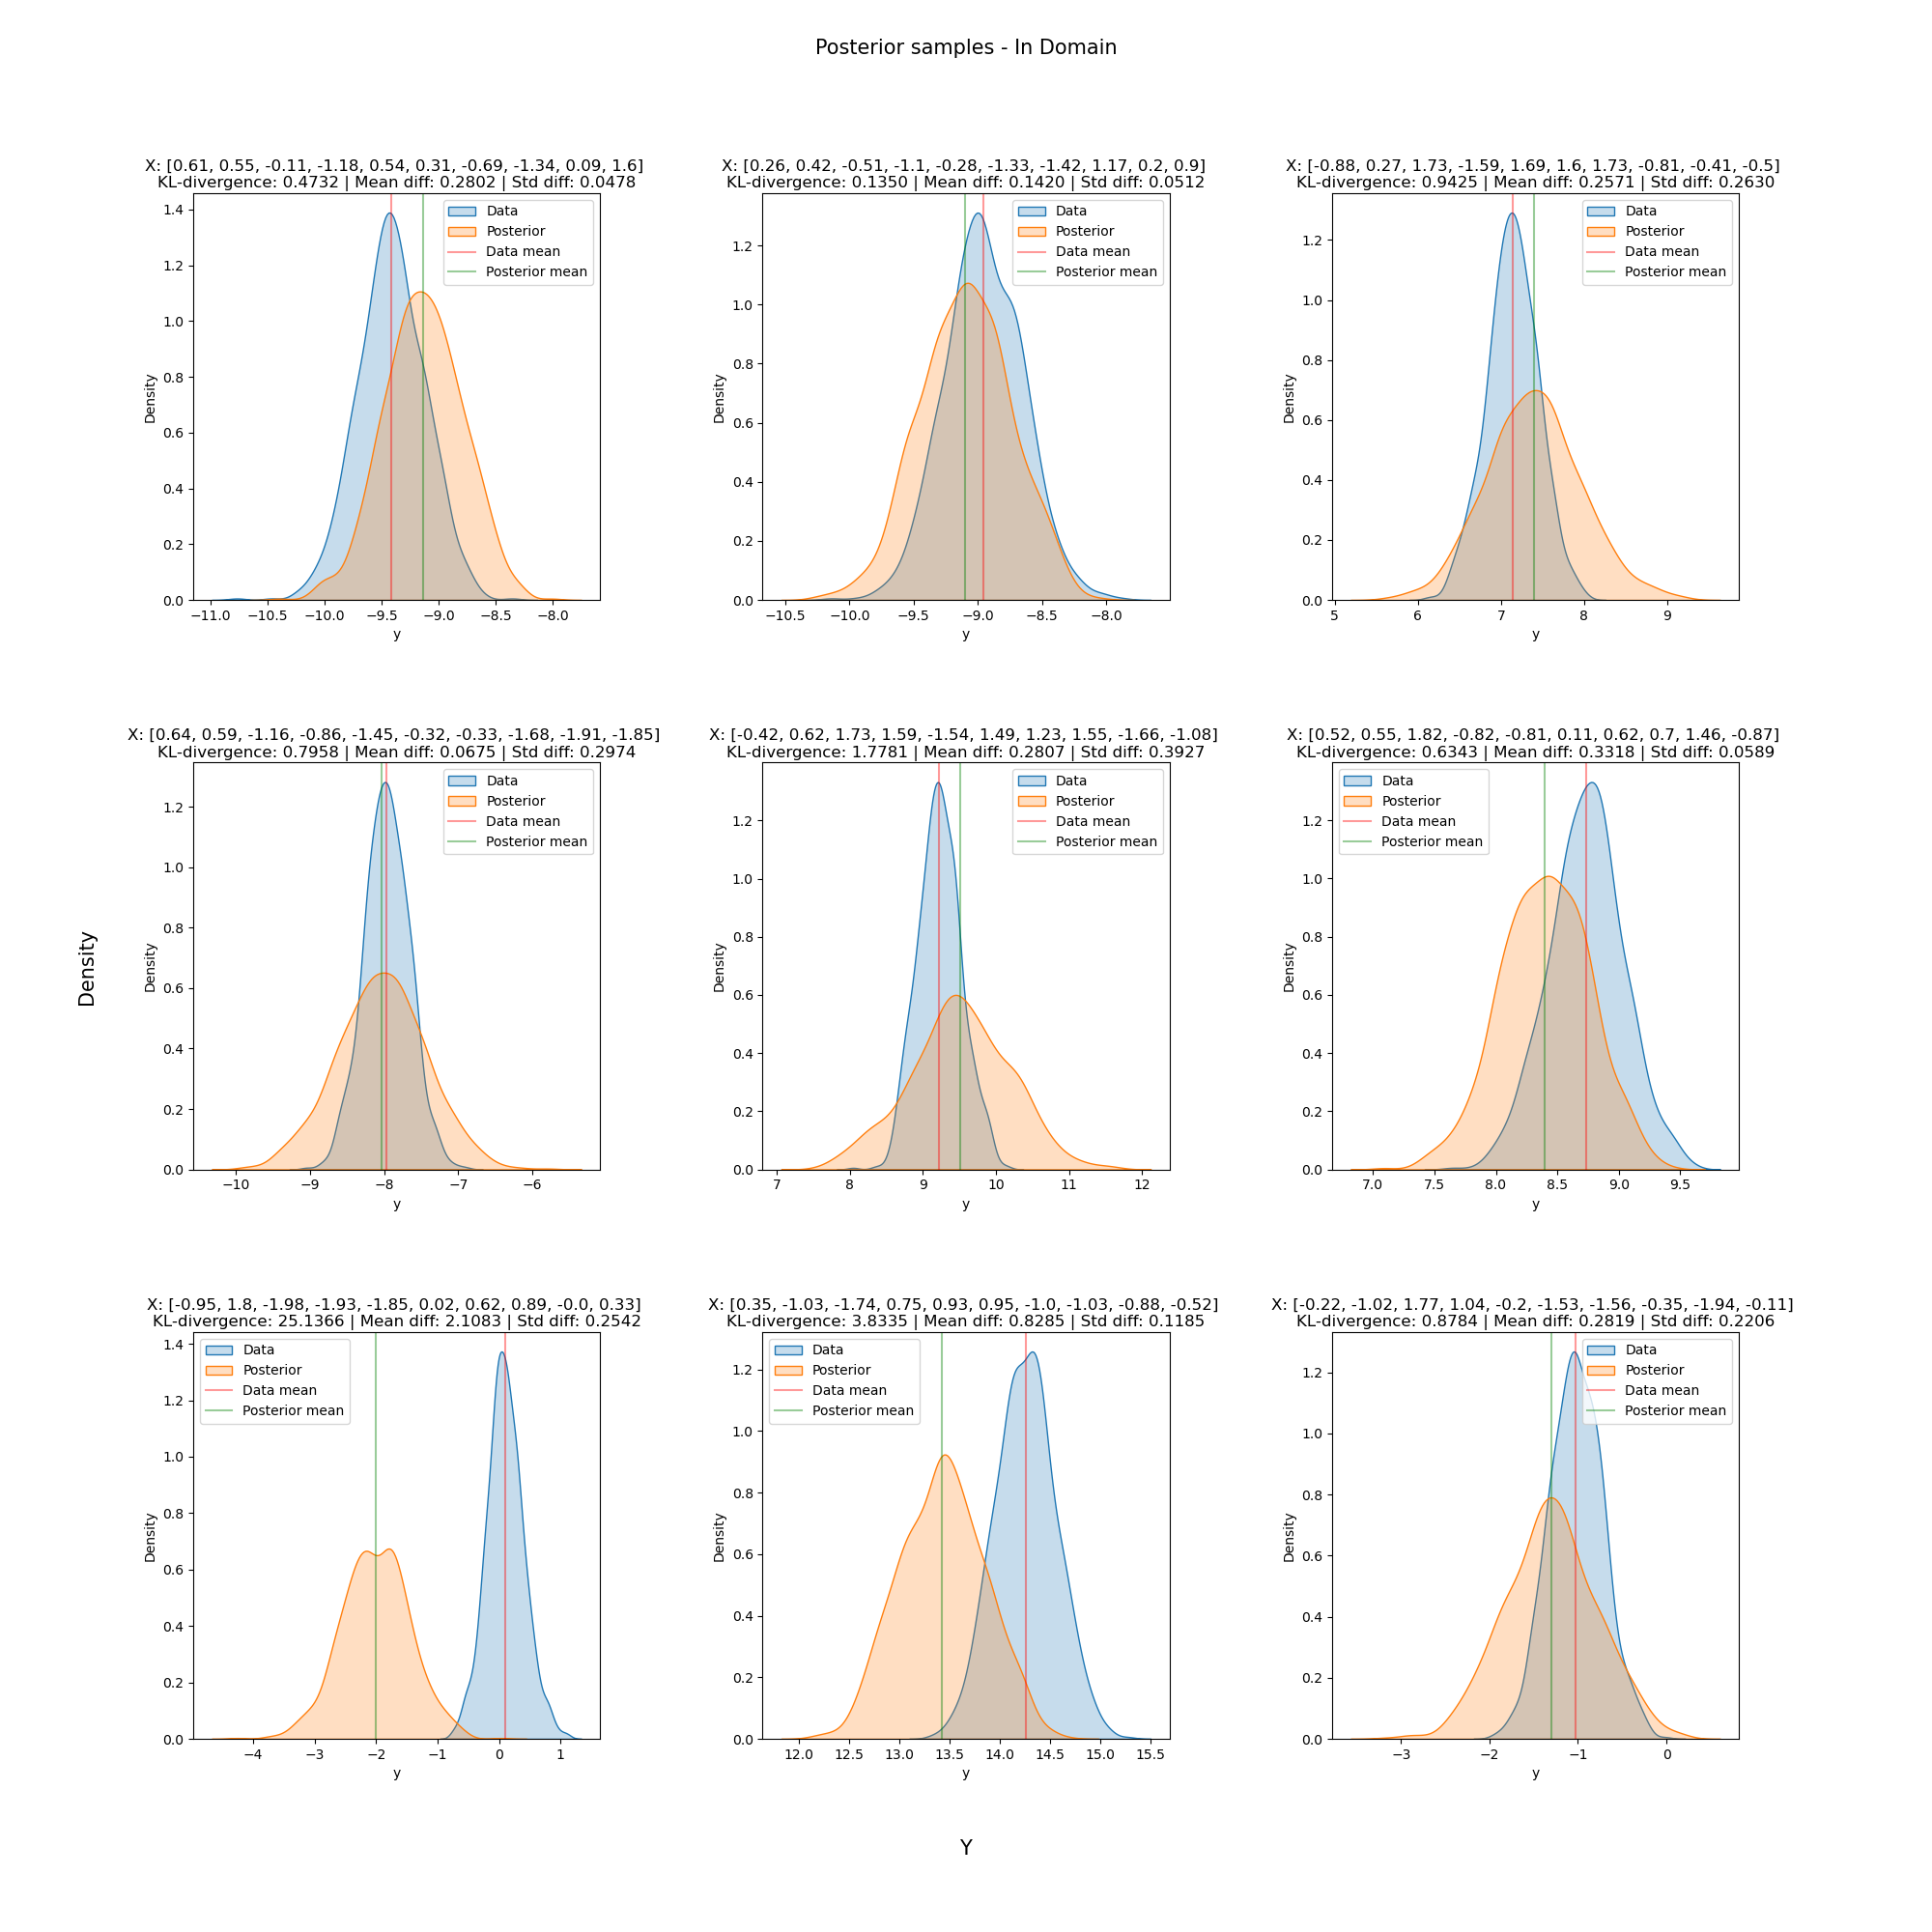 Posterior samples - In Domain
X: [0.61, 0.55, -0.11, -1.18, 0.54, 0.31, -0.69, -1.34, 0.09, 1.6]
KL-divergence: 0.4732 | Mean diff: 0.2802 | Std diff: 0.0478
Data
Posterior
Data mean
Posterior mean
1.4
1.2
1.0
0.8
0.6
0.4
0.2
0.0
Density
−11.0 −10.5 −10.0 −9.5 −9.0 −8.5 −8.0
y
X: [0.26, 0.42, -0.51, -1.1, -0.28, -1.33, -1.42, 1.17, 0.2, 0.9]
KL-divergence: 0.1350 | Mean diff: 0.1420 | Std diff: 0.0512
Data
Posterior
Data mean
Posterior mean
1.2
1.0
0.8
0.6
0.4
0.2
0.0
Density
−10.5 −10.0 −9.5 −9.0 −8.5 −8.0
y
X: [-0.88, 0.27, 1.73, -1.59, 1.69, 1.6, 1.73, -0.81, -0.41, -0.5]
KL-divergence: 0.9425 | Mean diff: 0.2571 | Std diff: 0.2630
Data
Posterior
Data mean
Posterior mean
1.2
1.0
0.8
0.6
0.4
0.2
0.0
Density
5 6 7 8 9
y
X: [0.64, 0.59, -1.16, -0.86, -1.45, -0.32, -0.33, -1.68, -1.91, -1.85]
KL-divergence: 0.7958 | Mean diff: 0.0675 | Std diff: 0.2974
Data
Posterior
Data mean
Posterior mean
1.2
1.0
0.8
0.6
0.4
0.2
0.0
Density
Density
−10 −9 −8 −7 −6
y
X: [-0.42, 0.62, 1.73, 1.59, -1.54, 1.49, 1.23, 1.55, -1.66, -1.08]
KL-divergence: 1.7781 | Mean diff: 0.2807 | Std diff: 0.3927
Data
Posterior
Data mean
Posterior mean
1.2
1.0
0.8
0.6
0.4
0.2
0.0
Density
7 8 9 10 11 12
y
X: [0.52, 0.55, 1.82, -0.82, -0.81, 0.11, 0.62, 0.7, 1.46, -0.87]
KL-divergence: 0.6343 | Mean diff: 0.3318 | Std diff: 0.0589
Data
Posterior
Data mean
Posterior mean
1.2
1.0
0.8
0.6
0.4
0.2
0.0
Density
7.0 7.5 8.0 8.5 9.0 9.5
y
X: [-0.95, 1.8, -1.98, -1.93, -1.85, 0.02, 0.62, 0.89, -0.0, 0.33]
KL-divergence: 25.1366 | Mean diff: 2.1083 | Std diff: 0.2542
Data
Posterior
Data mean
Posterior mean
1.4
1.2
1.0
0.8
0.6
0.4
0.2
0.0
Density
−4 −3 −2 −1 0 1
y
X: [0.35, -1.03, -1.74, 0.75, 0.93, 0.95, -1.0, -1.03, -0.88, -0.52]
KL-divergence: 3.8335 | Mean diff: 0.8285 | Std diff: 0.1185
Data
Posterior
Data mean
Posterior mean
1.2
1.0
0.8
0.6
0.4
0.2
0.0
Density
12.0 12.5 13.0 13.5 14.0 14.5 15.0 15.5
y
X: [-0.22, -1.02, 1.77, 1.04, -0.2, -1.53, -1.56, -0.35, -1.94, -0.11]
KL-divergence: 0.8784 | Mean diff: 0.2819 | Std diff: 0.2206
Data
Posterior
Data mean
Posterior mean
1.2
1.0
0.8
0.6
0.4
0.2
0.0
Density
−3 −2 −1 0
y
Y